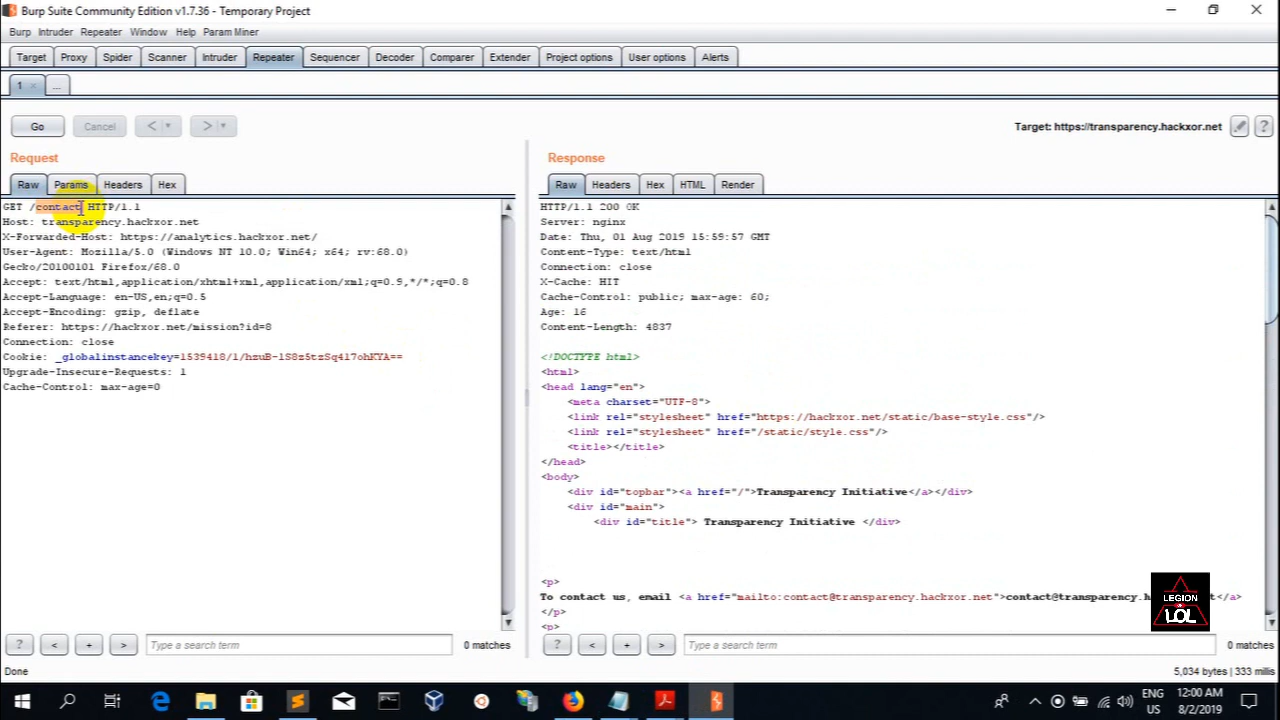 Burp Suite Community Edition v1.7.36 - Temporary Project
Burp Intruder Repeater Window Help Param Miner
Target Proxy Spider Scanner Intruder Repeater Sequencer Decoder Comparer Extender Project options User options Alerts
1 × ...
Go Cancel < > Target: https://transparency.hackxor.net ?
Request
Raw Params Headers Hex
GET /contact HTTP/1.1
Host: transparency.hackxor.net
X-Forwarded-Host: https://analytics.hackxor.net/
User-Agent: Mozilla/5.0 (Windows NT 10.0; Win64; x64; rv:68.0)
Gecko/20100101 Firefox/68.0
Accept: text/html,application/xhtml+xml,application/xml;q=0.9,*/*;q=0.8
Accept-Language: en-US,en;q=0.5
Accept-Encoding: gzip, deflate
Referer: https://hackxor.net/mission?id=8
Connection: close
Cookie: _globalinstancekey=1539418/1/hzuB-1S8z5tzSq417ohKYA==
Upgrade-Insecure-Requests: 1
Cache-Control: max-age=0
? < + > Type a search term 0 matches
Response
Raw Headers Hex HTML Render
HTTP/1.1 200 OK
Server: nginx
Date: Thu, 01 Aug 2019 15:59:57 GMT
Content-Type: text/html
Connection: close
X-Cache: HIT
Cache-Control: public; max-age: 60;
Age: 16
Content-Length: 4837
<!DOCTYPE html>
<html>
<head lang="en">
<meta charset="UTF-8">
<link rel="stylesheet" href="https://hackxor.net/static/base-style.css"/>
<link rel="stylesheet" href="/static/style.css"/>
<title></title>
</head>
<body>
<div id="topbar"><a href="/">Transparency Initiative</a></div>
<div id="main">
<div id="title"> Transparency Initiative </div>
<p>
To contact us, email <a href="mailto:contact@transparency.hackxor.net">contact@transparency.h t</a>
</p>
<p>
LEGION
LOL
? < + > Type a search term 0 matches
Done 5,034 bytes | 333 millis
ENG 12:00 AM
US 8/2/2019